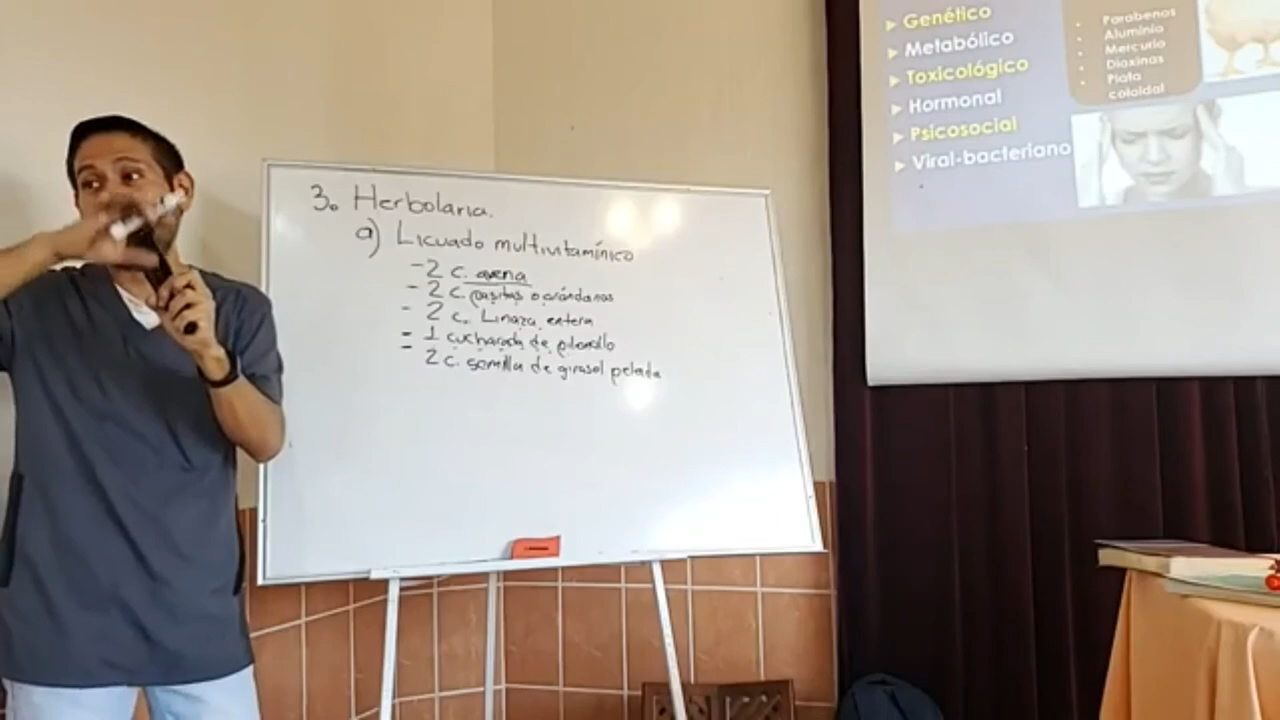 3. Herbolaria.
a) Licuado multivitamínico
- 2 c. avena
- 2 c. pasitas o arándanos
- 2 c. Linaza entera
- 1 cucharada de piloncillo
- 2 c. semilla de girasol pelada
Genético
Metabólico
Toxicológico
Hormonal
Psicosocial
Viral-bacteriano
• Parabenos
• Aluminio
• Mercurio
• Dioxinas
• Plata
coloidal